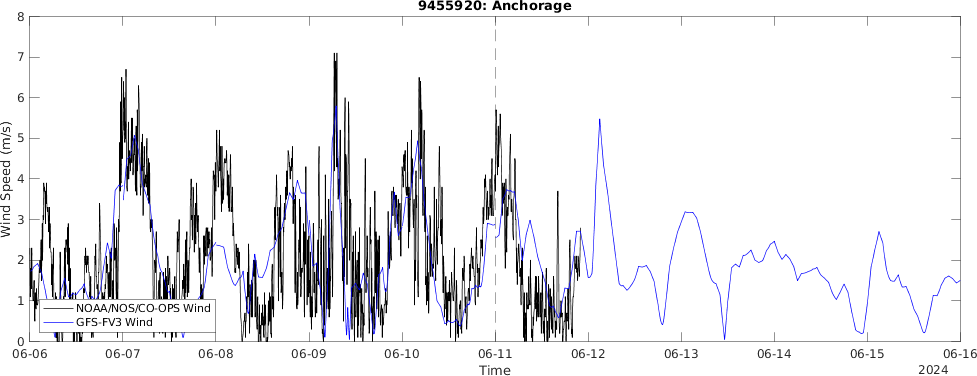 9455920: Anchorage
8
7
6
5
4
3
2
1
0
Wind Speed (m/s)
NOAA/NOS/CO-OPS Wind
GFS-FV3 Wind
06-06 06-07 06-08 06-09 06-10 06-11 06-12 06-13 06-14 06-15 06-16
Time
2024